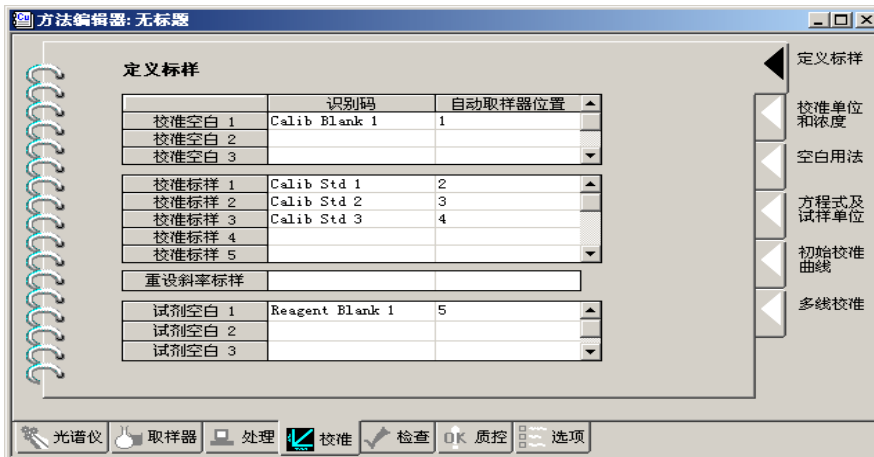 方法编辑器: 无标题
定义标样
识别码 自动取样器位置
校准空白 1 Calib Blank 1 1
校准空白 2
校准空白 3
校准标样 1 Calib Std 1 2
校准标样 2 Calib Std 2 3
校准标样 3 Calib Std 3 4
校准标样 4
校准标样 5
重设斜率标样
试剂空白 1 Reagent Blank 1 5
试剂空白 2
试剂空白 3
定义标样
校准单位
和浓度
空白用法
方程式及
试样单位
初始校准
曲线
多线校准
光谱仪 取样器 处理 校准 检查 OK 质控 选项